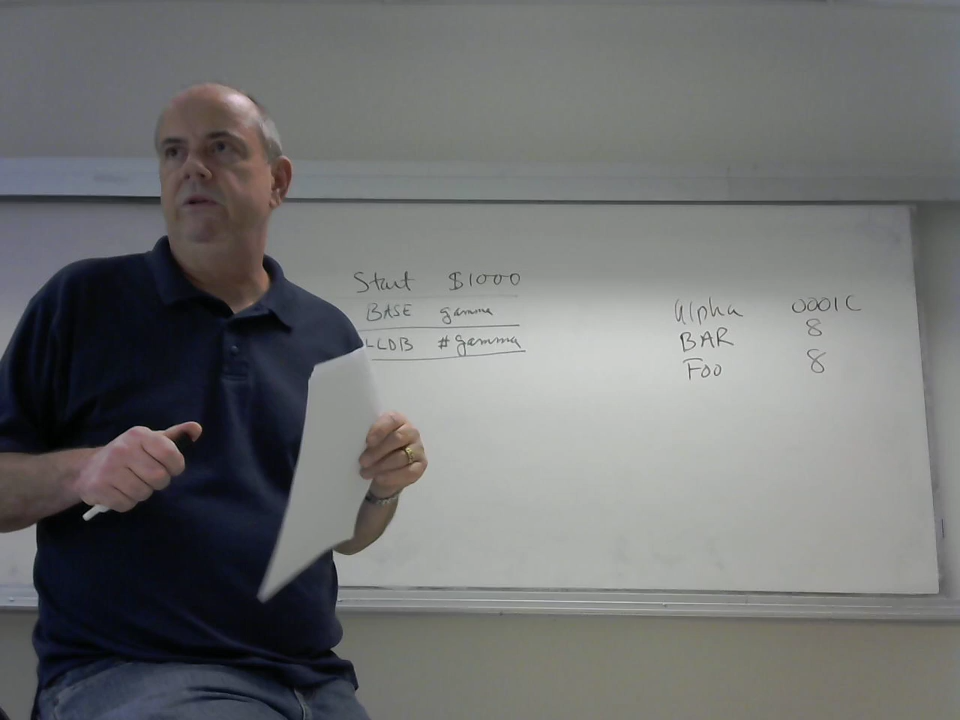 Start $1000
BASE gamma
LDB #gamma
Alpha 0001C
BAR 8
Foo 8